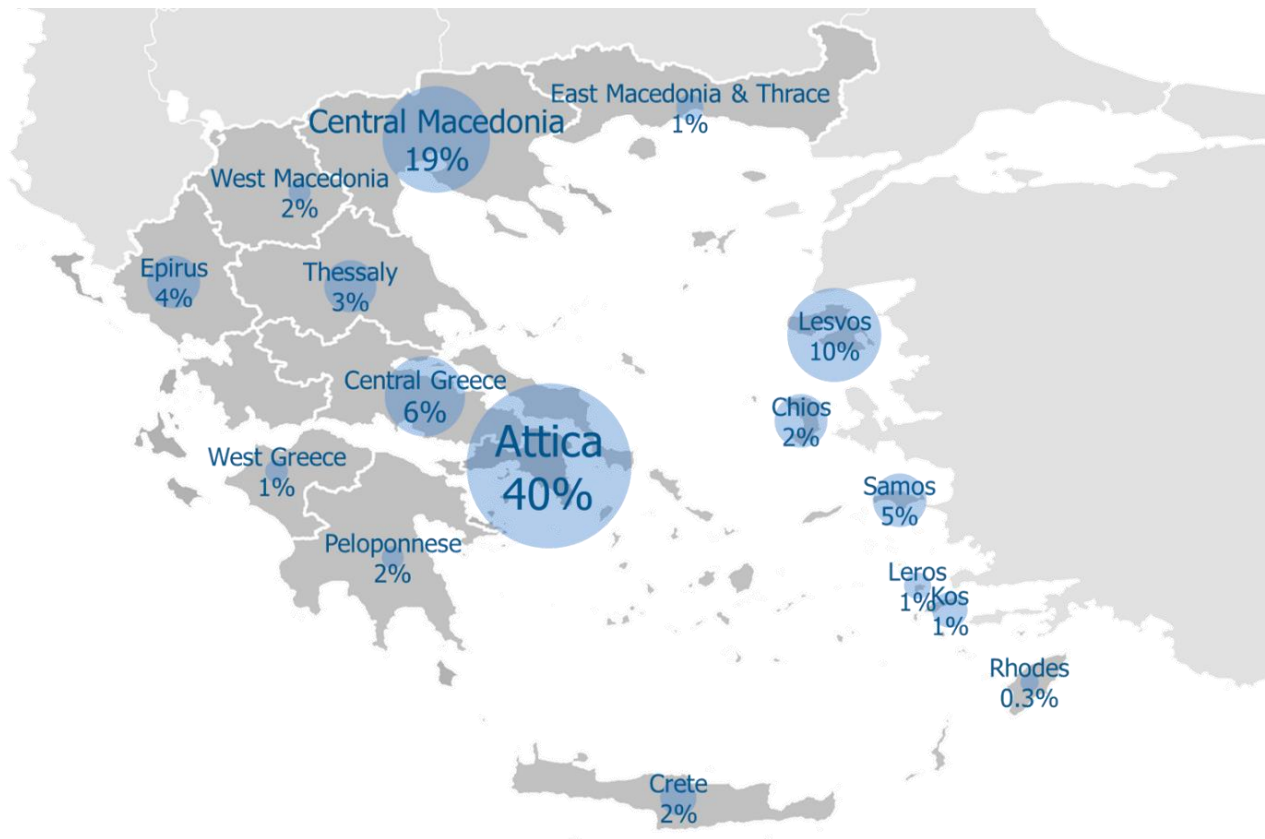 East Macedonia & Thrace
1%
Central Macedonia
19%
West Macedonia
2%
Epirus
4%
Thessaly
3%
Lesvos
10%
Central Greece
6%
Chios
2%
Attica
40%
West Greece
1%
Samos
5%
Peloponnese
2%
Leros
1%
Kos
1%
Rhodes
0.3%
Crete
2%